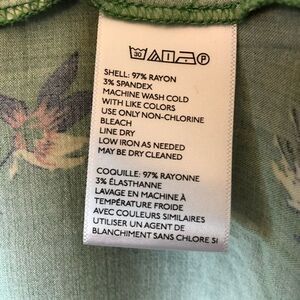 30 A P
SHELL: 97% RAYON
3% SPANDEX
MACHINE WASH COLD
WITH LIKE COLORS
USE ONLY NON-CHLORINE
BLEACH
LINE DRY
LOW IRON AS NEEDED
MAY BE DRY CLEANED
COQUILLE: 97% RAYONNE
3% ÉLASTHANNE
LAVAGE EN MACHINE À
TEMPÉRATURE FROIDE
AVEC COULEURS SIMILAIRES
UTILISER UN AGENT DE
BLANCHIMENT SANS CHLORE SI